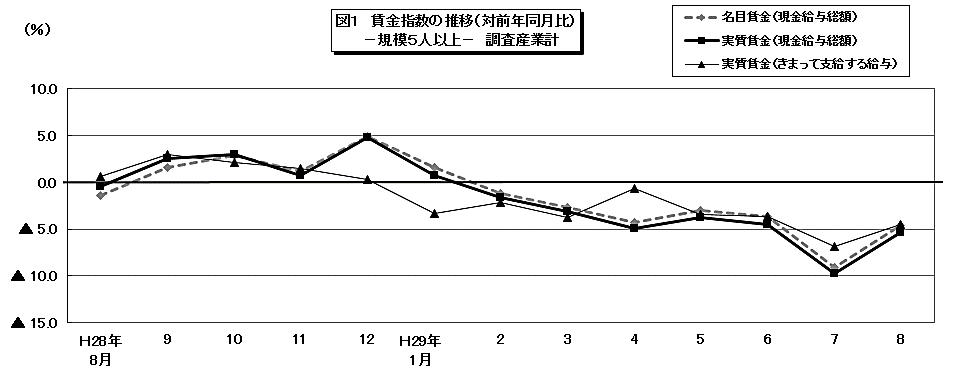 図1 賃金指数の推移(対前年同月比)
－規模5人以上－ 調査産業計
(%)
名目賃金(現金給与総額)
実質賃金(現金給与総額)
実質賃金(きまって支給する給与)
10.0
5.0
0.0
▲ 5.0
▲ 10.0
▲ 15.0
H28年 9 10 11 12 H29年 2 3 4 5 6 7 8
8月 1月